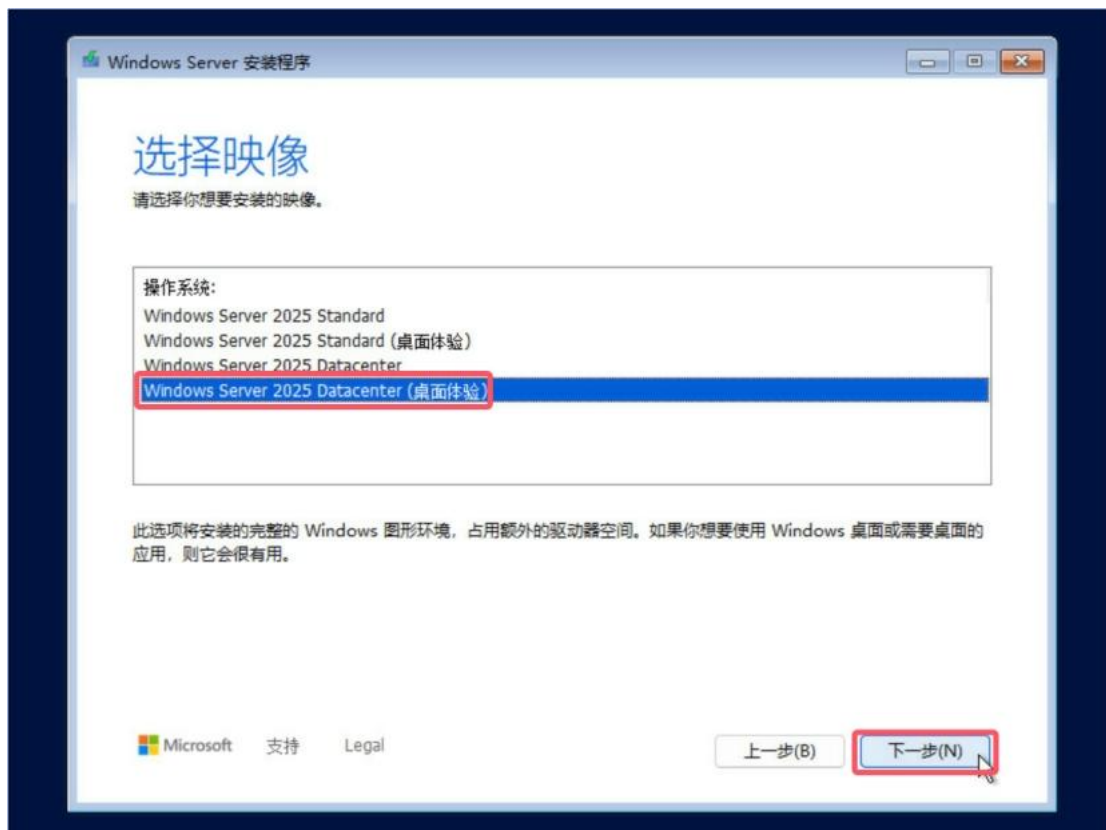 Windows Server 安装程序
选择映像
请选择你想要安装的映像。
操作系统:
Windows Server 2025 Standard
Windows Server 2025 Standard (桌面体验)
Windows Server 2025 Datacenter
Windows Server 2025 Datacenter (桌面体验)
此选项将安装的完整的 Windows 图形环境，占用额外的驱动器空间。如果你想要使用 Windows 桌面或需要桌面的
应用，则它会很有用。
Microsoft 支持 Legal
上一步(B) 下一步(N)